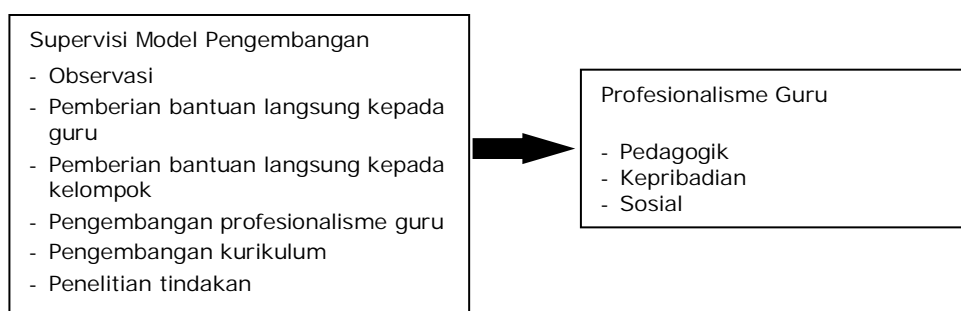 Supervisi Model Pengembangan
- Observasi
- Pemberian bantuan langsung kepada
guru
- Pemberian bantuan langsung kepada
kelompok
- Pengembangan profesionalisme guru
- Pengembangan kurikulum
- Penelitian tindakan
Profesionalisme Guru
- Pedagogik
- Kepribadian
- Sosial